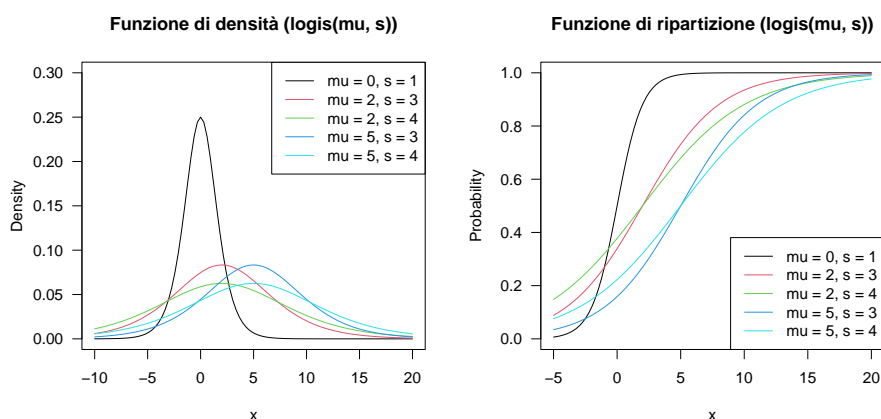 Funzione di densità (logis(mu, s))
Density
0.30
0.25
0.20
0.15
0.10
0.05
0.00
mu = 0, s = 1
mu = 2, s = 3
mu = 2, s = 4
mu = 5, s = 3
mu = 5, s = 4
−10 −5 0 5 10 15 20
x
Funzione di ripartizione (logis(mu, s))
Probability
1.0
0.8
0.6
0.4
0.2
0.0
mu = 0, s = 1
mu = 2, s = 3
mu = 2, s = 4
mu = 5, s = 3
mu = 5, s = 4
−5 0 5 10 15 20
x